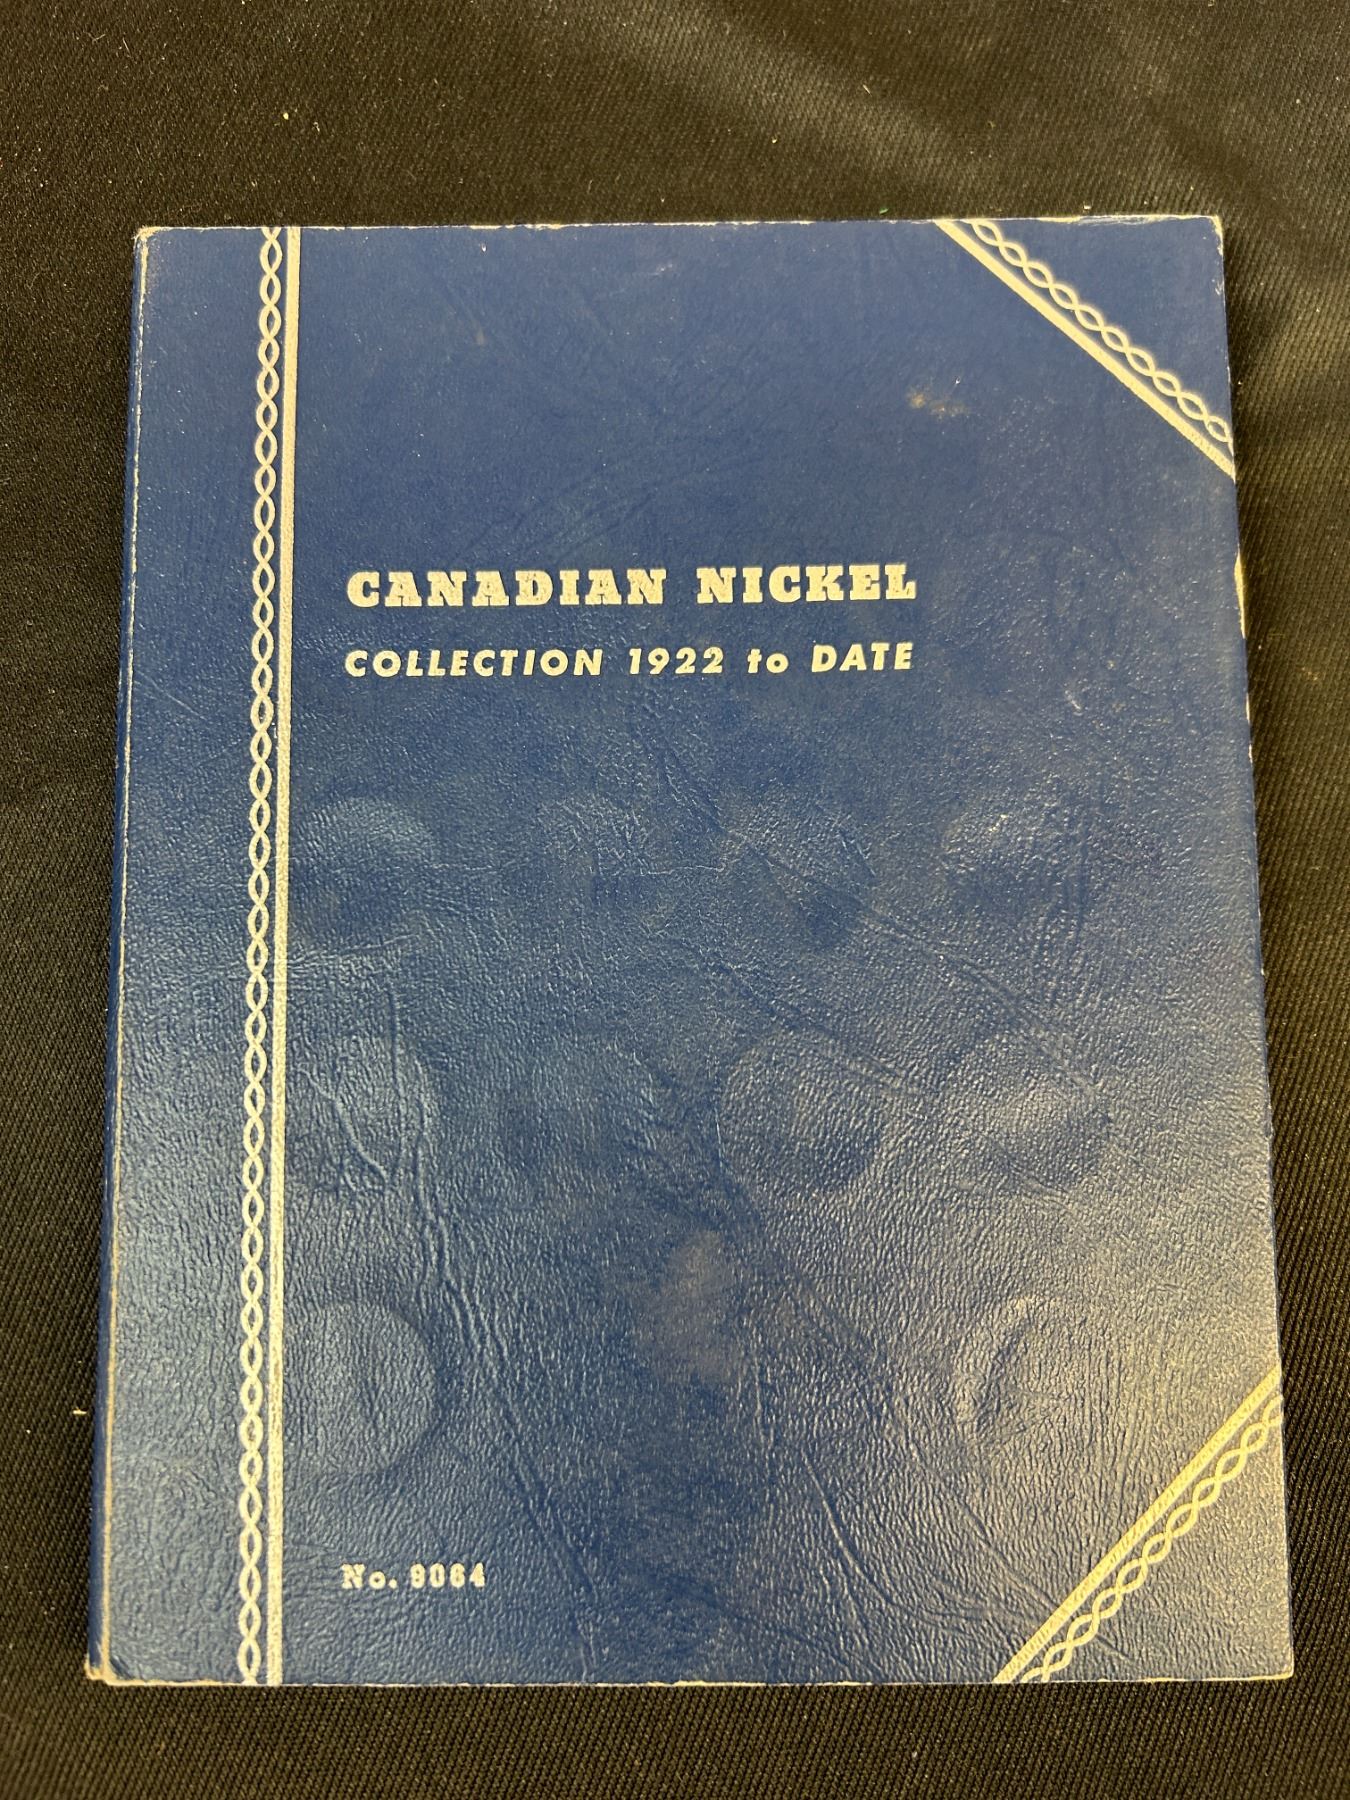 CANADIAN NICKEL
COLLECTION 1922 to DATE
No. 9064